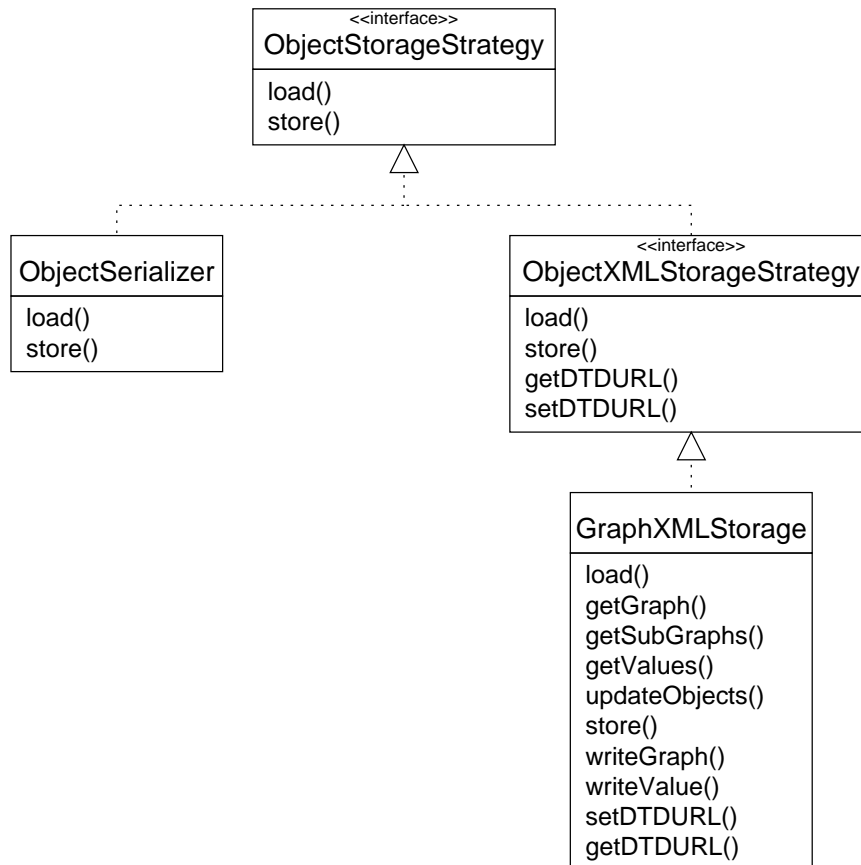 <<interface>>
ObjectStorageStrategy
load()
store()
ObjectSerializer
load()
store()
<<interface>>
ObjectXMLStorageStrategy
load()
store()
getDTDURL()
setDTDURL()
GraphXMLStorage
load()
getGraph()
getSubGraphs()
getValues()
updateObjects()
store()
writeGraph()
writeValue()
setDTDURL()
getDTDURL()